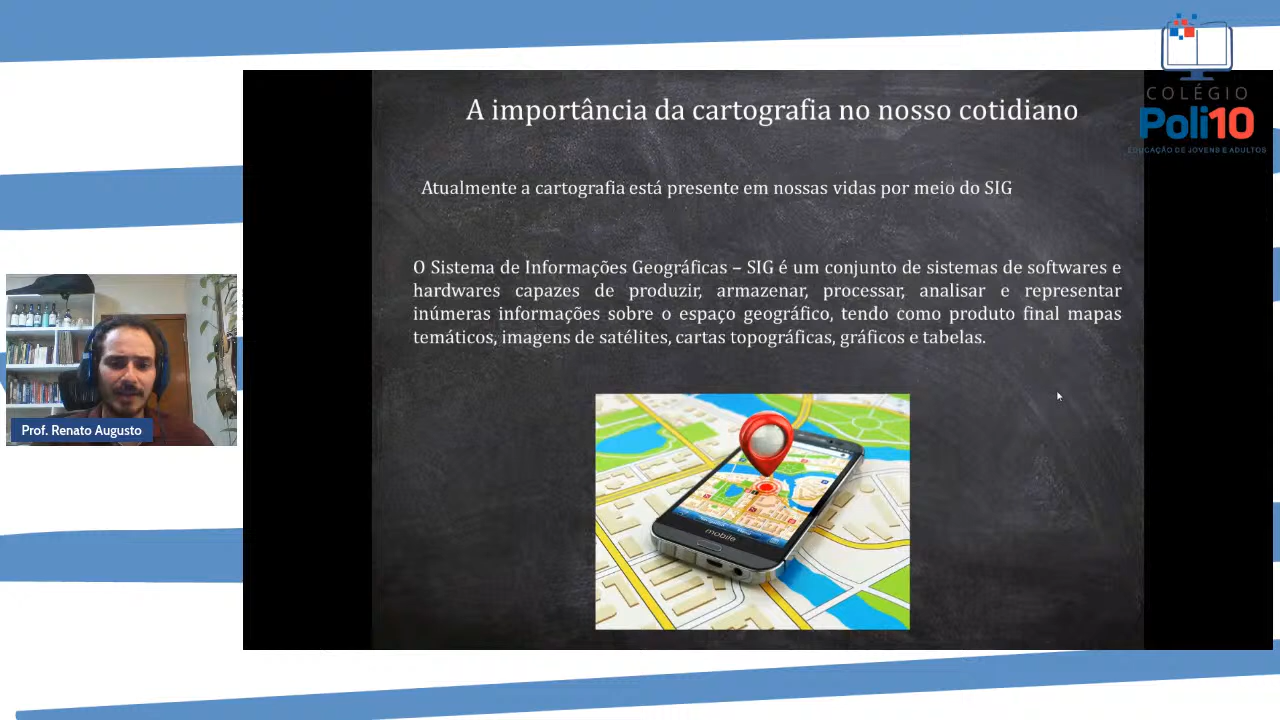 COLÉGIO
Poli10
EDUCAÇÃO DE JOVENS E ADULTOS
A importância da cartografia no nosso cotidiano
Atualmente a cartografia está presente em nossas vidas por meio do SIG
O Sistema de Informações Geográficas – SIG é um conjunto de sistemas de softwares e
hardwares capazes de produzir, armazenar, processar, analisar e representar
inúmeras informações sobre o espaço geográfico, tendo como produto final mapas
temáticos, imagens de satélites, cartas topográficas, gráficos e tabelas.
mobile
Prof. Renato Augusto